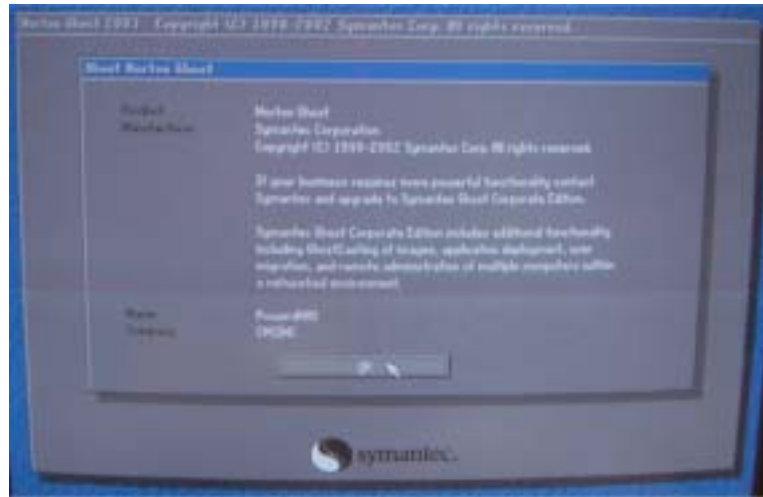 Norton Ghost 2003 Copyright (C) 1998-2002 Symantec Corp. All rights reserved.
About Norton Ghost
Product
Norton Ghost
Manufacturer
Symantec Corporation
Copyright (C) 1998-2002 Symantec Corp. All rights reserved.
If your business requires more powerful functionality contact
Symantec and upgrade to Symantec Ghost Corporate Edition.
Symantec Ghost Corporate Edition includes additional functionality
including GhostCasting of images, application deployment, user
migration, and remote administration of multiple computers within
a networked environment.
Name
Company
OK
symantec.